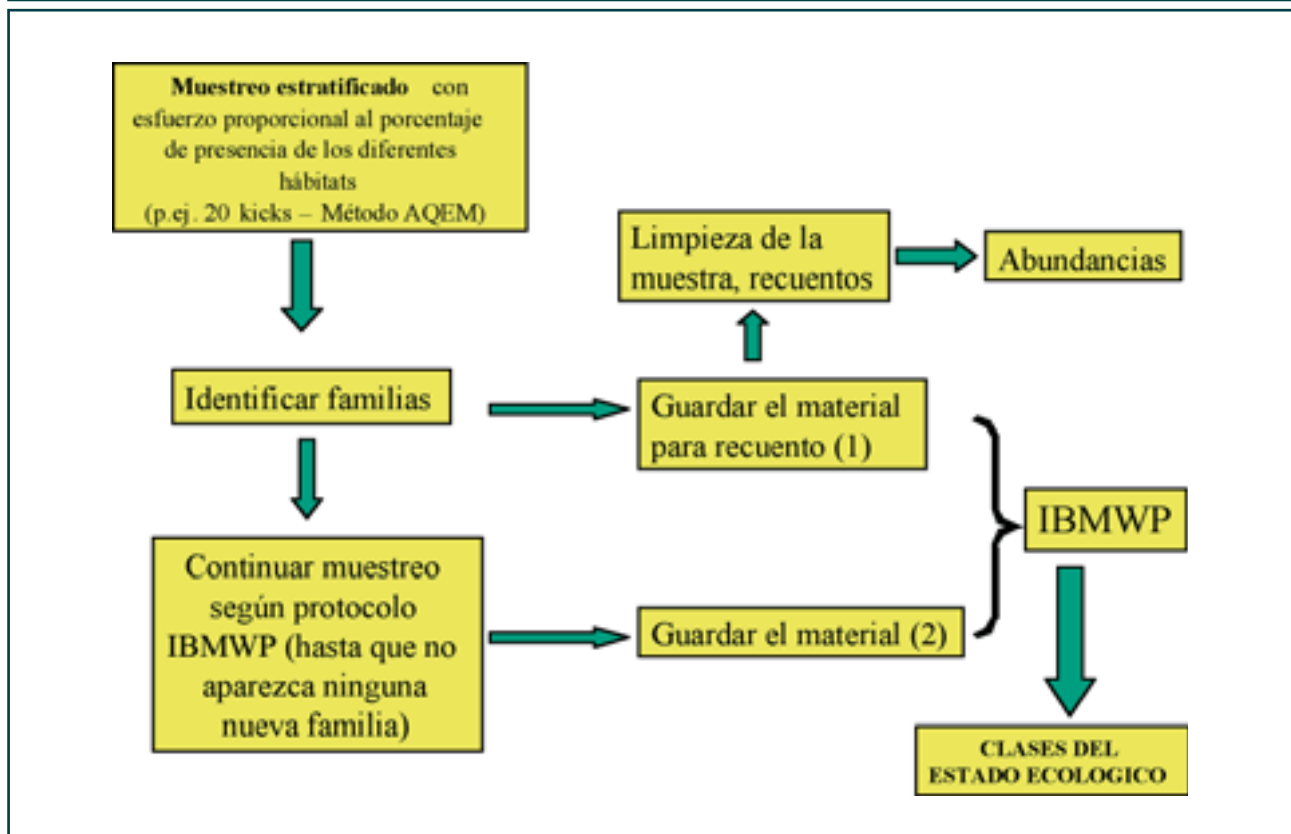 Muestreo estratificado con
esfuerzo proporcional al porcentaje
de presencia de los diferentes
hábitats
(p.ej. 20 kicks – Método AQEM)
Limpieza de la
muestra, recuentos
Abundancias
Identificar familias
Guardar el material
para recuento (1)
IBMWP
Continuar muestreo
según protocolo
IBMWP (hasta que no
aparezca ninguna
nueva familia)
Guardar el material (2)
CLASES DEL
ESTADO ECOLOGICO